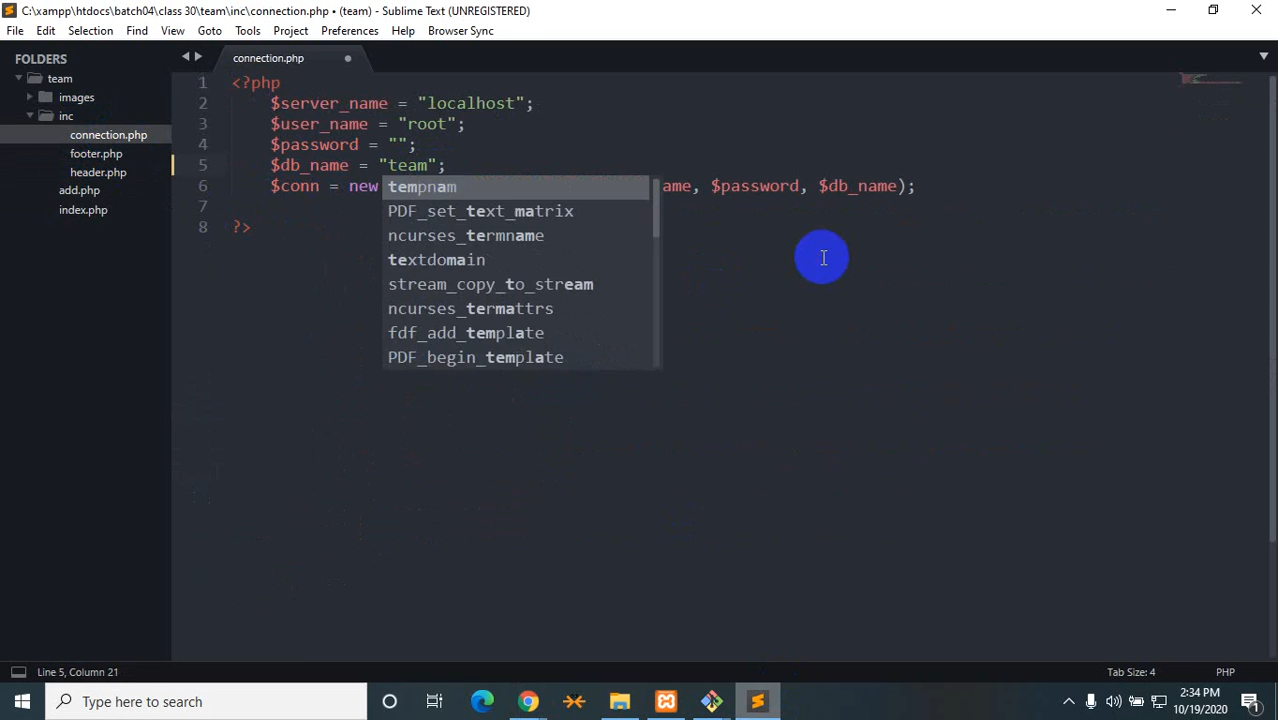 C:\xampp\htdocs\batch04\class 30\team\inc\connection.php • (team) - Sublime Text (UNREGISTERED)
File Edit Selection Find View Goto Tools Project Preferences Help Browser Sync
FOLDERS
team
images
inc
connection.php
footer.php
header.php
add.php
index.php
connection.php
1 <?php
2 $server_name = "localhost";
3 $user_name = "root";
4 $password = "";
5 $db_name = "team";
6 $conn = new ame, $password, $db_name);
7
8 ?>
tempnam
PDF_set_text_matrix
ncurses_termname
textdomain
stream_copy_to_stream
ncurses_termattrs
fdf_add_template
PDF_begin_template
Line 5, Column 21
Tab Size: 4
PHP
Type here to search
2:34 PM
10/19/2020
1